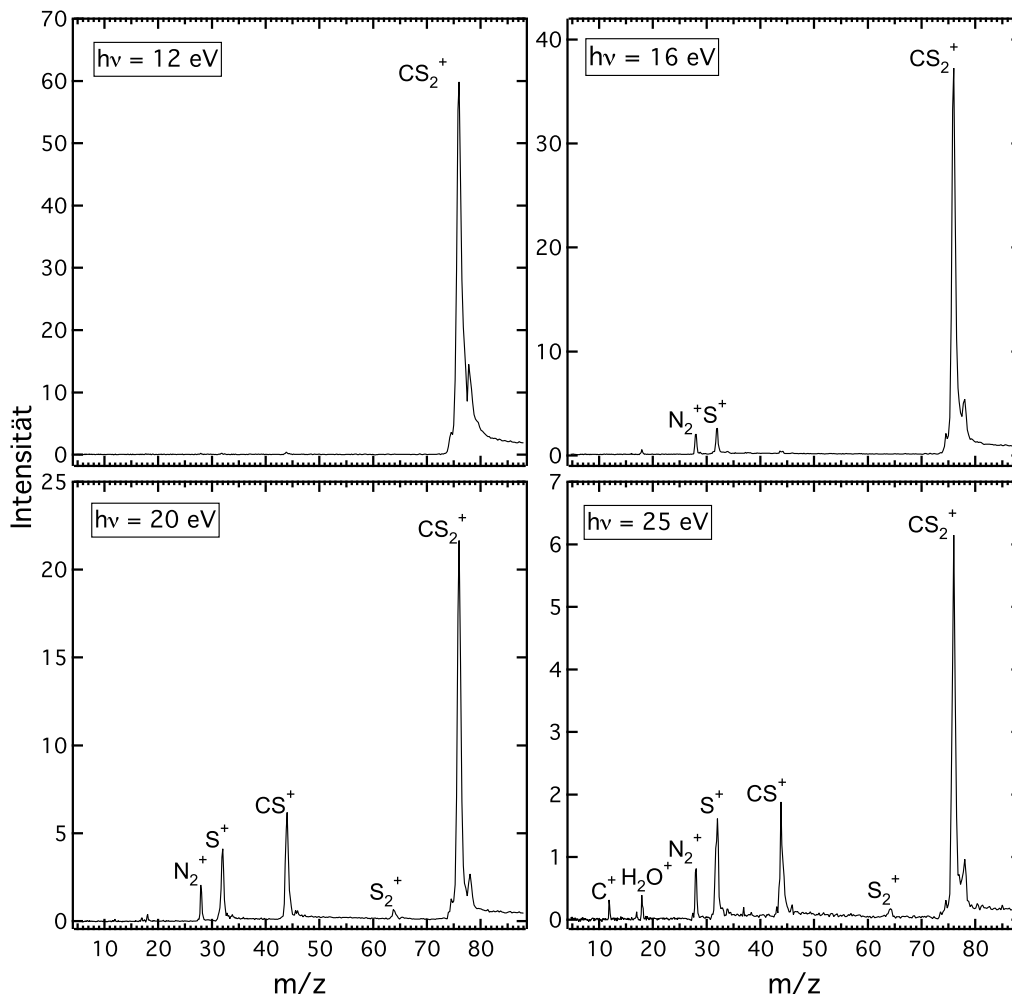 hν = 12 eV
CS₂⁺
70
60
50
40
30
20
10
0
hν = 16 eV
CS₂⁺
N₂⁺ S⁺
40
30
20
10
0
Intensität
hν = 20 eV
CS₂⁺
N₂⁺
S⁺
CS⁺
S₂⁺
25
20
15
10
5
0
10 20 30 40 50 60 70 80
m/z
hν = 25 eV
CS₂⁺
C⁺
H₂O⁺
N₂⁺
S⁺
CS⁺
S₂⁺
7
6
5
4
3
2
1
0
10 20 30 40 50 60 70 80
m/z